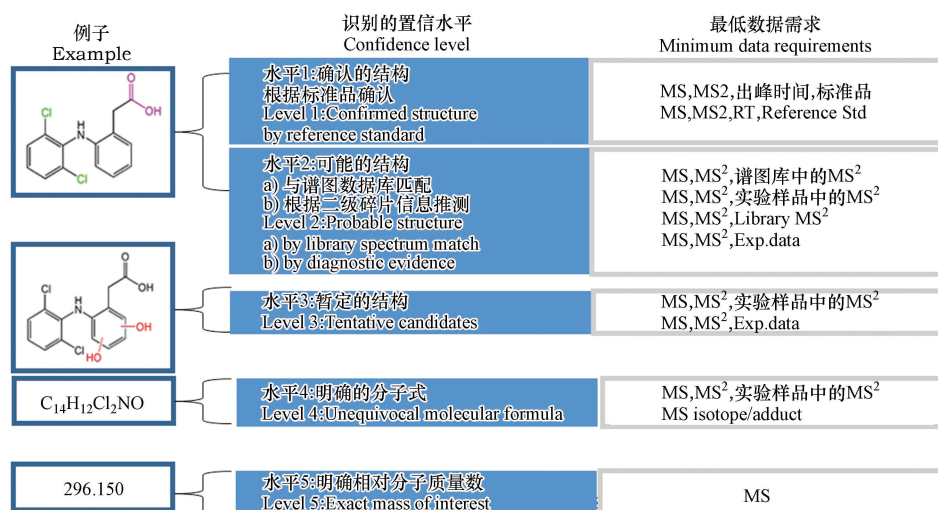 例子
Example
识别的置信水平
Confidence level
最低数据需求
Minimum data requirements
O
OH
Cl
H
N
Cl
水平1:确认的结构
根据标准品确认
Level 1:Confirmed structure
by reference standard
MS,MS2,出峰时间,标准品
MS,MS2,RT,Reference Std
水平2:可能的结构
a) 与谱图数据库匹配
b) 根据二级碎片信息推测
Level 2:Probable structure
a) by library spectrum match
b) by diagnostic evidence
MS,MS²,谱图库中的MS²
MS,MS²,实验样品中的MS²
MS,MS²,Library MS²
MS,MS²,Exp.data
O
Cl
H
N
OH
Cl
OH
HO
水平3:暂定的结构
Level 3:Tentative candidates
MS,MS²,实验样品中的MS²
MS,MS²,Exp.data
C₁₄H₁₂Cl₂NO
水平4:明确的分子式
Level 4:Unequivocal molecular formula
MS,MS²,实验样品中的MS²
MS isotope/adduct
296.150
水平5:明确相对分子质量数
Level 5:Exact mass of interest
MS